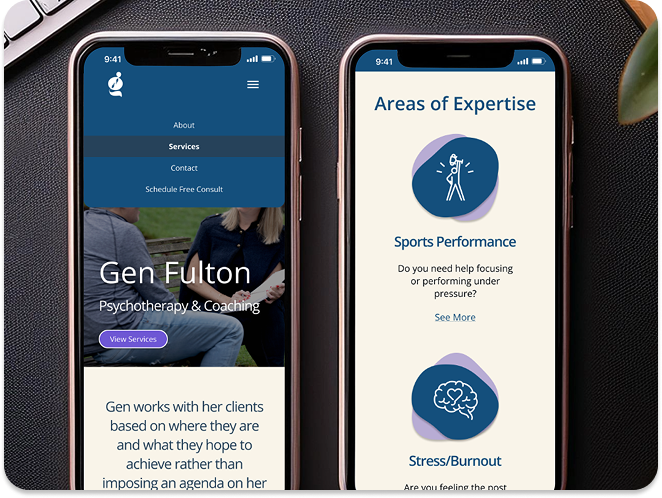 9:41
About
Services
Contact
Schedule Free Consult
Gen Fulton
Psychotherapy & Coaching
View Services
Gen works with her clients
based on where they are
and what they hope to
achieve rather than
imposing an agenda on her
9:41
Areas of Expertise
Sports Performance
Do you need help focusing
or performing under
pressure?
See More
Stress/Burnout
Are you feeling the post